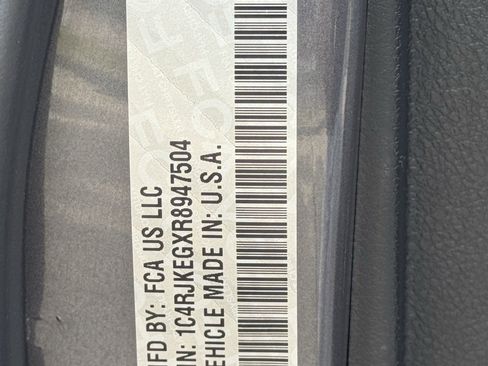 MFD BY: FCA US LLC
VIN: 1C4RJKEGXR8947504
VEHICLE MADE IN: U.S.A.